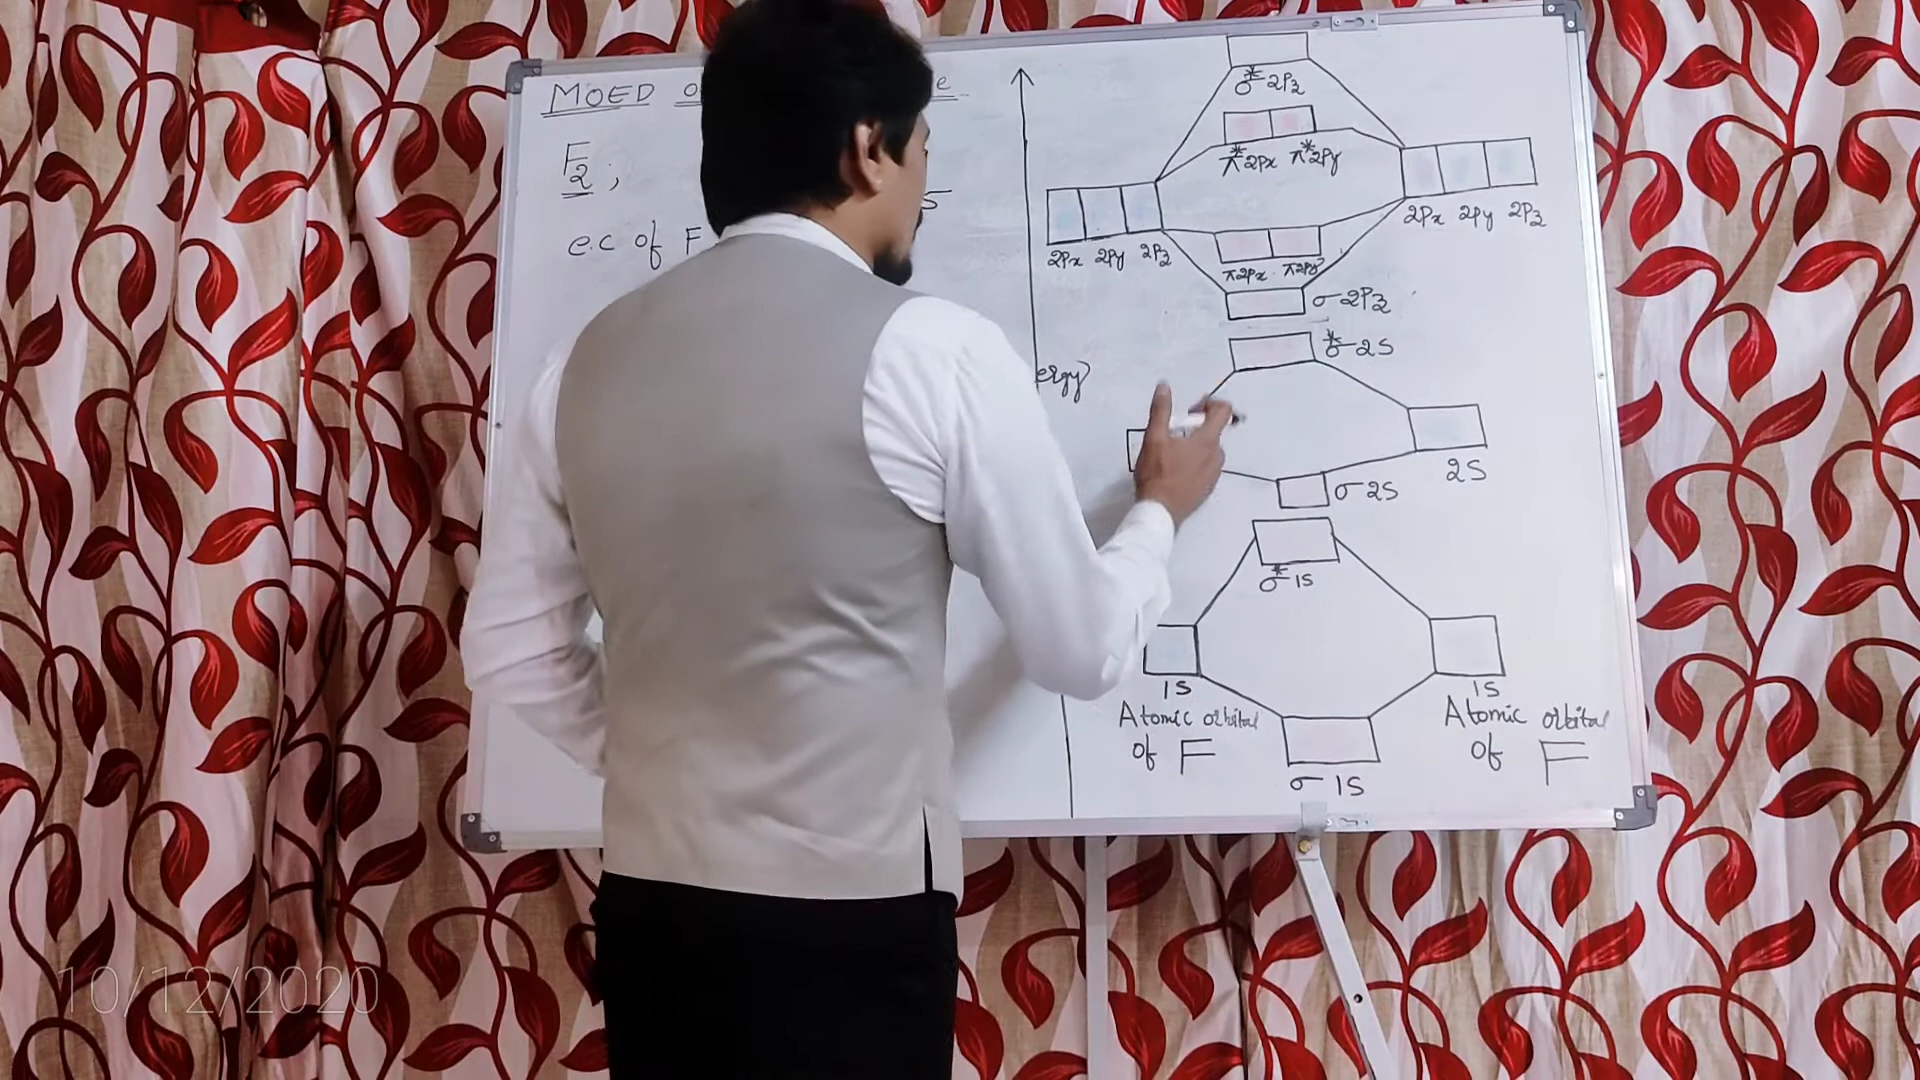 MOED
F2 ;
e.c of F
σ* 2Pz
π* 2Px π* 2Py
2Px 2Py 2Pz
2Px 2Py 2Pz
π2Px π2Py
σ 2Pz
σ* 2S
2S
σ 2S
σ* 1S
1S
1S
Atomic orbital
of F
Atomic orbital
of F
σ 1S
10/12/2020